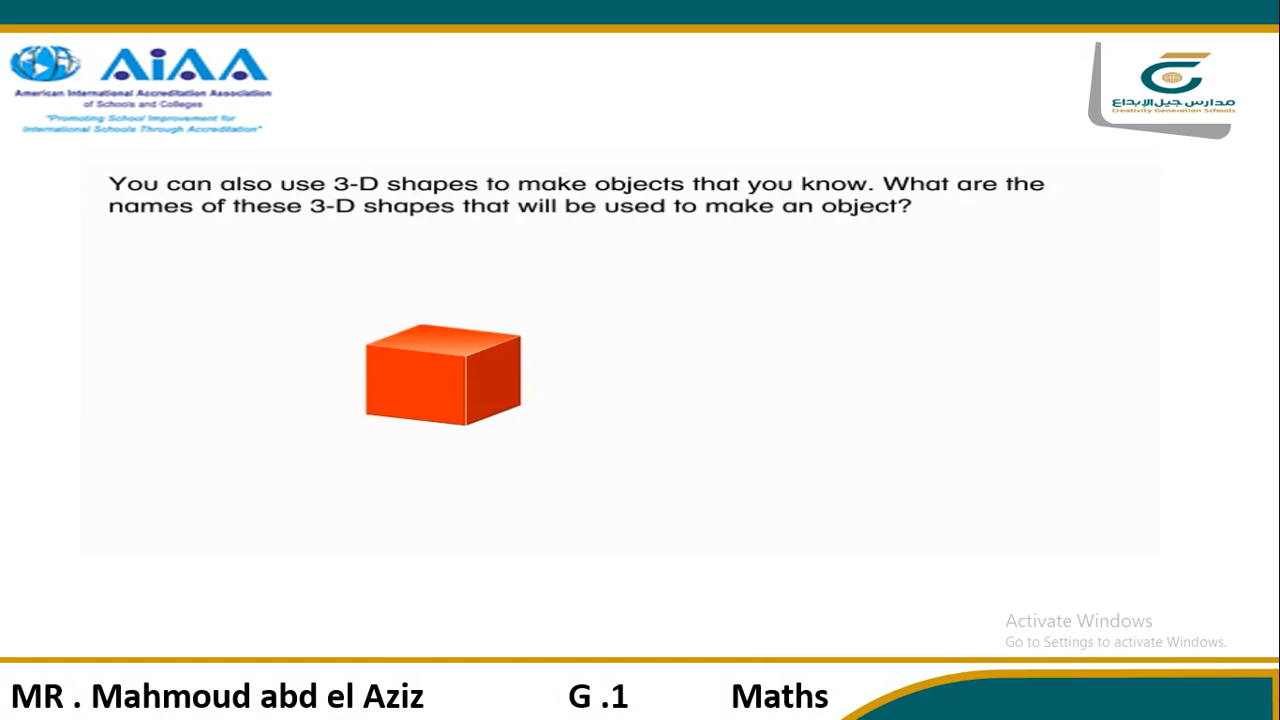 AiAA
American International Accreditation Association
of Schools and Colleges
"Promoting School Improvement for
International Schools Through Accreditation"
مدارس جيل الإبداع
Creativity Generation Schools
You can also use 3-D shapes to make objects that you know. What are the
names of these 3-D shapes that will be used to make an object?
Activate Windows
Go to Settings to activate Windows.
MR . Mahmoud abd el Aziz G .1 Maths